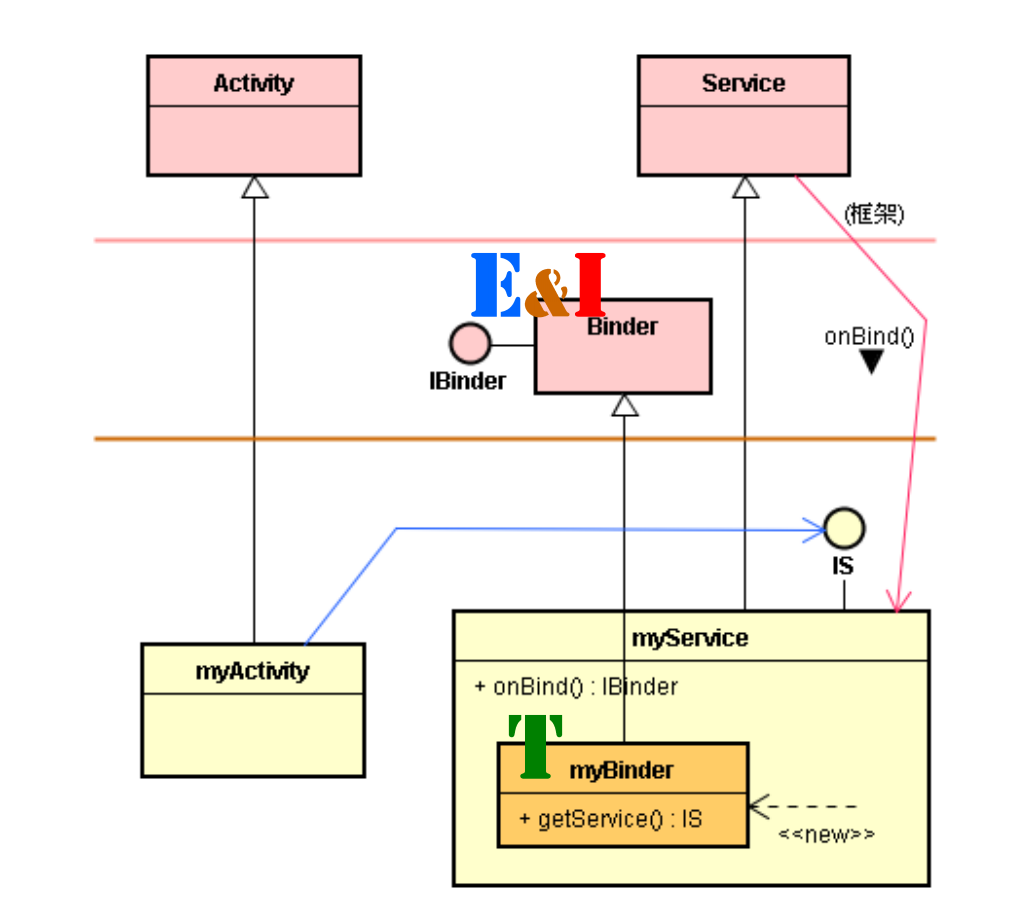 Activity
Service
(框架)
E&I
Binder
IBinder
onBind()
IS
myService
myActivity
+ onBind() : IBinder
T
myBinder
+ getService() : IS
<<new>>